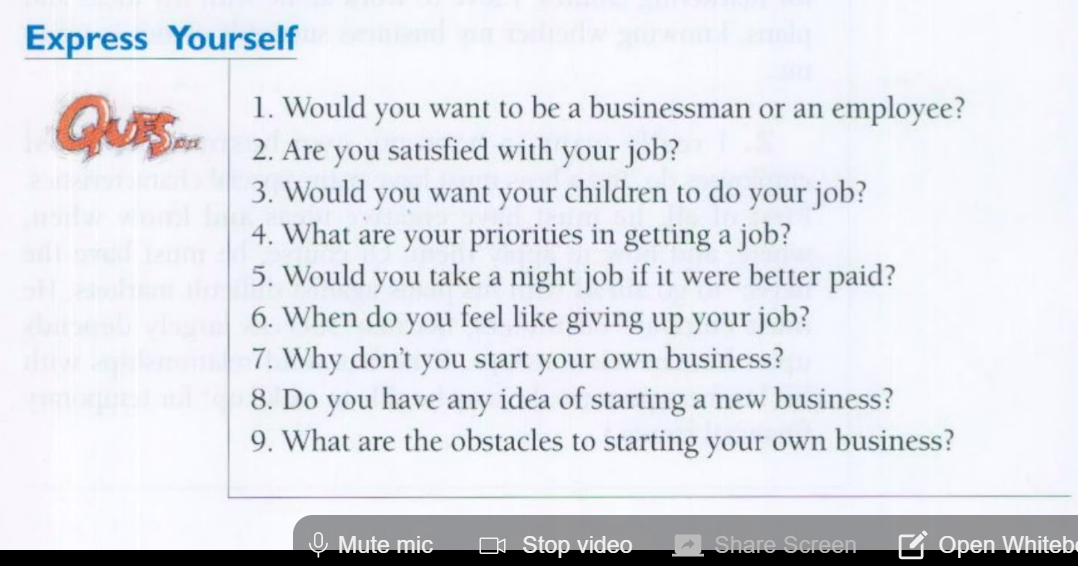 Express Yourself
QUES
1. Would you want to be a businessman or an employee?
2. Are you satisfied with your job?
3. Would you want your children to do your job?
4. What are your priorities in getting a job?
5. Would you take a night job if it were better paid?
6. When do you feel like giving up your job?
7. Why don't you start your own business?
8. Do you have any idea of starting a new business?
9. What are the obstacles to starting your own business?
Mute mic Stop video Share Screen Open